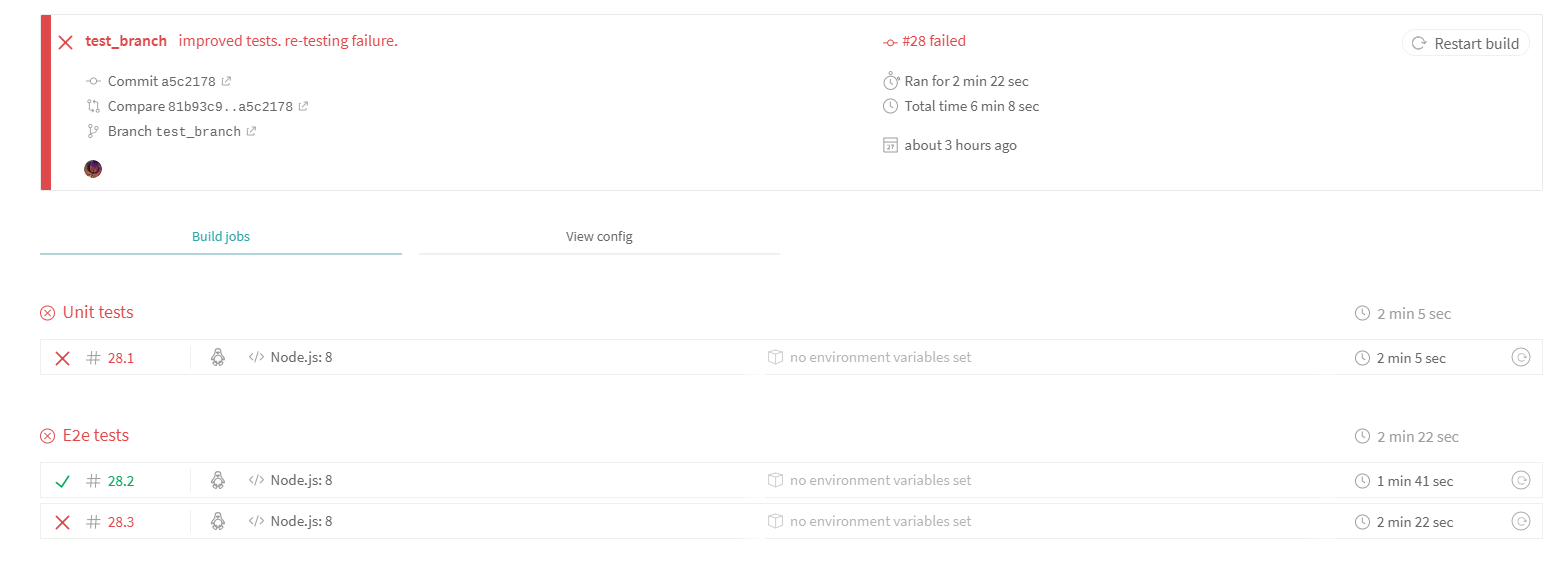 test_branch improved tests. re-testing failure.
#28 failed
Restart build
Commit a5c2178
Ran for 2 min 22 sec
Compare 81b93c9..a5c2178
Total time 6 min 8 sec
Branch test_branch
27 about 3 hours ago
Build jobs
View config
Unit tests
2 min 5 sec
# 28.1
</> Node.js: 8
no environment variables set
2 min 5 sec
E2e tests
2 min 22 sec
# 28.2
</> Node.js: 8
no environment variables set
1 min 41 sec
# 28.3
</> Node.js: 8
no environment variables set
2 min 22 sec